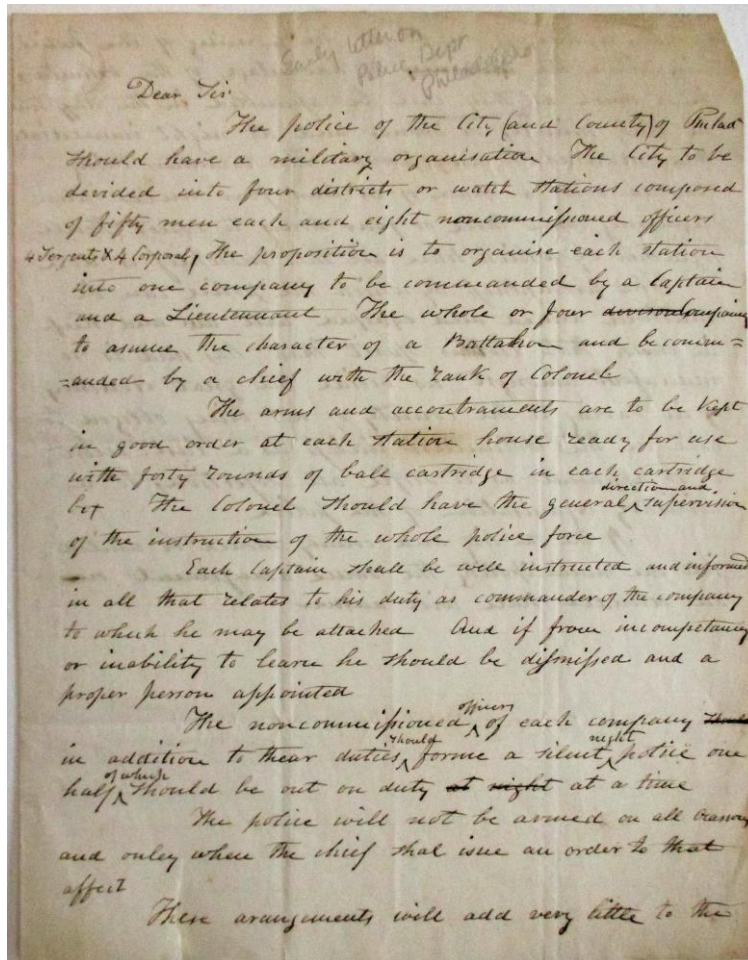 Early letter on
Police Dept
Philadelphia
Dear Sir
The police of the City (and County) of Philad
should have a military organisation The City to be
devided into four districts or watch stations composed
of fifty men each and eight noncommissioned officers
4 Serjeants & 4 Corporals, The proposition is to organise each station
into one company to be commanded by a Captain
and a Lieutennant The whole or four companies
to assume the character of a Battalion and be comm=
=anded by a chief with the rank of Colonel
The arms and accoutraments are to be kept
in good order at each station house ready for use
with forty rounds of ball cartridge in each cartridge
box The Colonel should have the general direction and supervision
of the instruction of the whole police force
Each Captain shall be well instructed and informed
in all that relates to his duty as commander of the company
to which he may be attached And if from incompetancy
or inability to learn he should be dismissed and a
proper person appointed
The noncommissioned officers of each company should
in addition to thear duties should forme a silent night police one
half of which should be out on duty at night at a time
The police will not be armed on all occasions
and onley when the chief shal isue an order to that
affect
These arangements will add very little to the